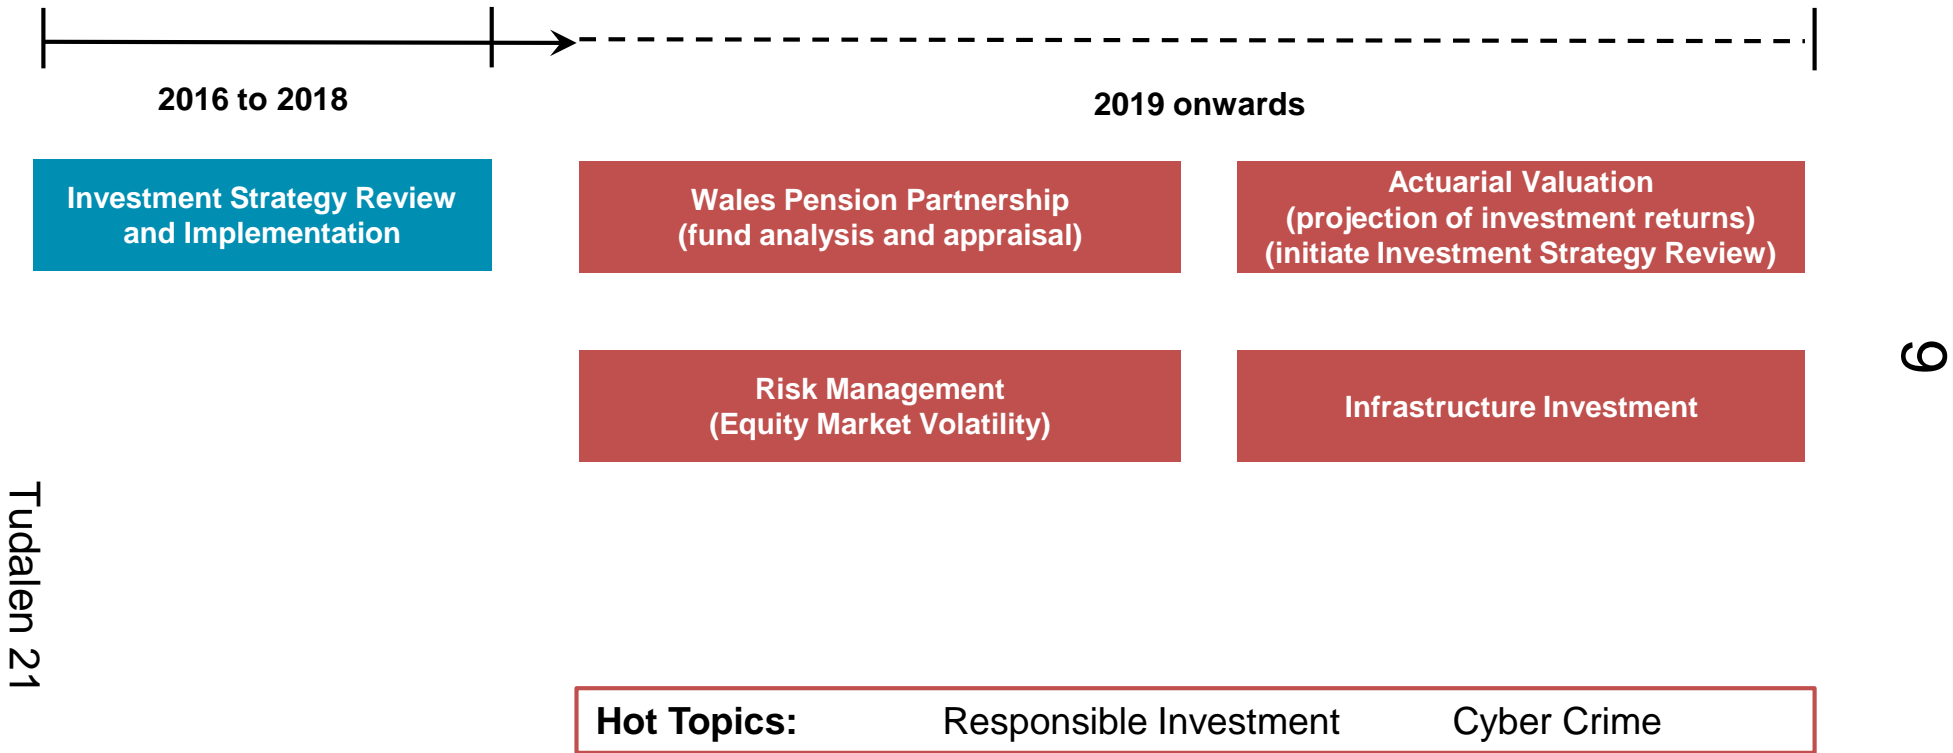 2016 to 2018
2019 onwards
Investment Strategy Review
and Implementation
Wales Pension Partnership
(fund analysis and appraisal)
Actuarial Valuation
(projection of investment returns)
(initiate Investment Strategy Review)
Risk Management
(Equity Market Volatility)
Infrastructure Investment
9
Tudalen 21
Hot Topics: Responsible Investment Cyber Crime